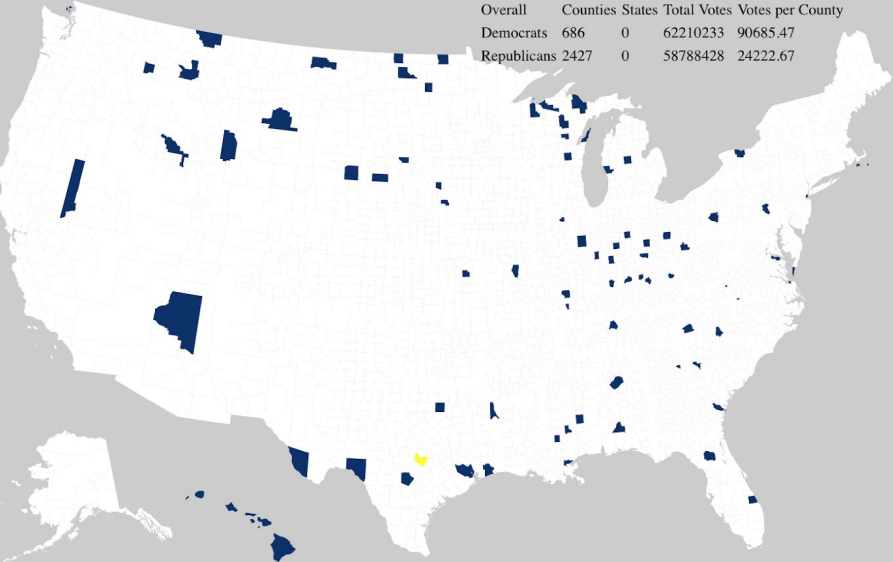 Overall Counties States Total Votes Votes per County
Democrats 686 0 62210233 90685.47
Republicans 2427 0 58788428 24222.67